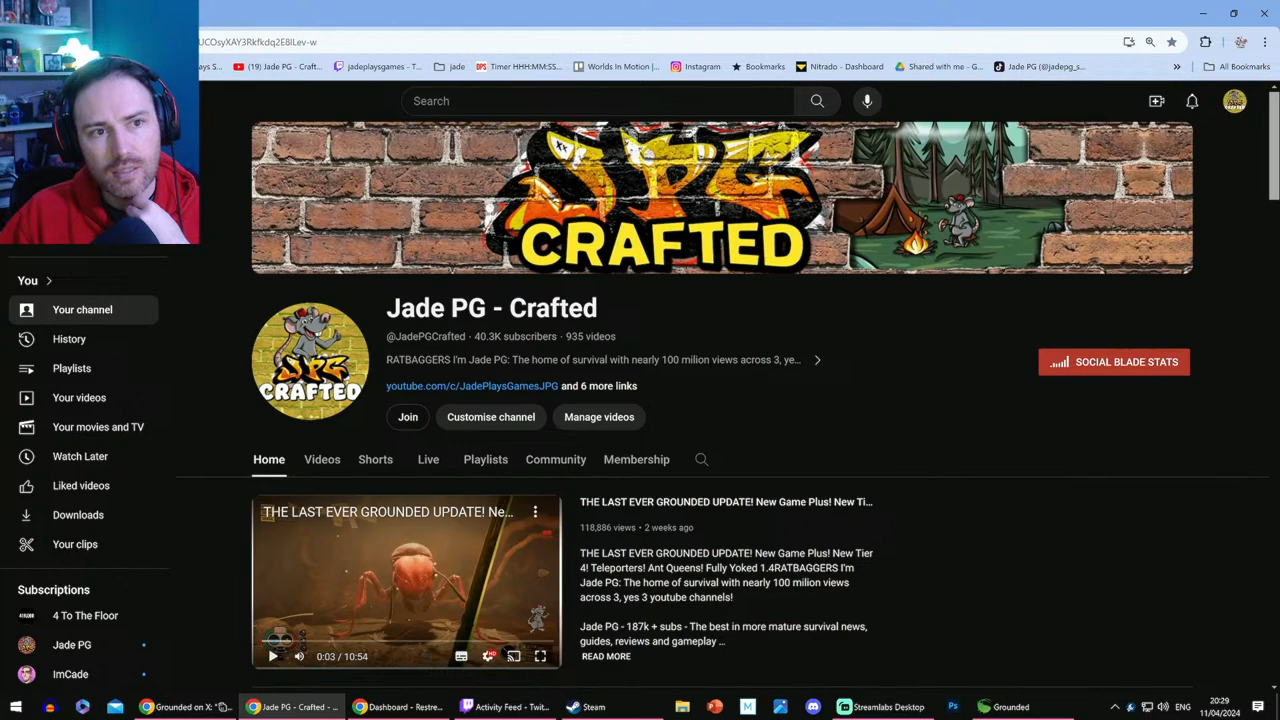 UCOsyXAY3Rkfkdq2E8ILev-w
lays S...
(19) Jade PG - Craft...
jadeplaysgames - T...
jade
DPS
Timer HHH:MM:SS...
Worlds In Motion |...
Instagram
Bookmarks
Nitrado - Dashboard
Shared with me - G...
Jade PG (@jadepg_s...
All Bookmarks
Search
JPG
CRAFTED
You
Your channel
History
Playlists
Your videos
Your movies and TV
Watch Later
Liked videos
Downloads
Your clips
Subscriptions
4 To The Floor
Jade PG
ImCade
JPG
CRAFTED
Jade PG - Crafted
@JadePGCrafted · 40.3K subscribers · 935 videos
RATBAGGERS I'm Jade PG: The home of survival with nearly 100 milion views across 3, ye...
youtube.com/c/JadePlaysGamesJPG and 6 more links
Join
Customise channel
Manage videos
SOCIAL BLADE STATS
Home
Videos
Shorts
Live
Playlists
Community
Membership
THE LAST EVER GROUNDED UPDATE! Ne...
0:03 / 10:54
HD
THE LAST EVER GROUNDED UPDATE! New Game Plus! New Ti...
118,886 views · 2 weeks ago
THE LAST EVER GROUNDED UPDATE! New Game Plus! New Tier
4! Teleporters! Ant Queens! Fully Yoked 1.4RATBAGGERS I'm
Jade PG: The home of survival with nearly 100 milion views
across 3, yes 3 youtube channels!
Jade PG - 187k + subs - The best in more mature survival news,
guides, reviews and gameplay ...
READ MORE
Grounded on X: "
Jade PG - Crafted - ...
Dashboard - Restre...
Activity Feed - Twit...
Steam
M
Streamlabs Desktop
Ps
Grounded
ENG
20:29
11/04/2024